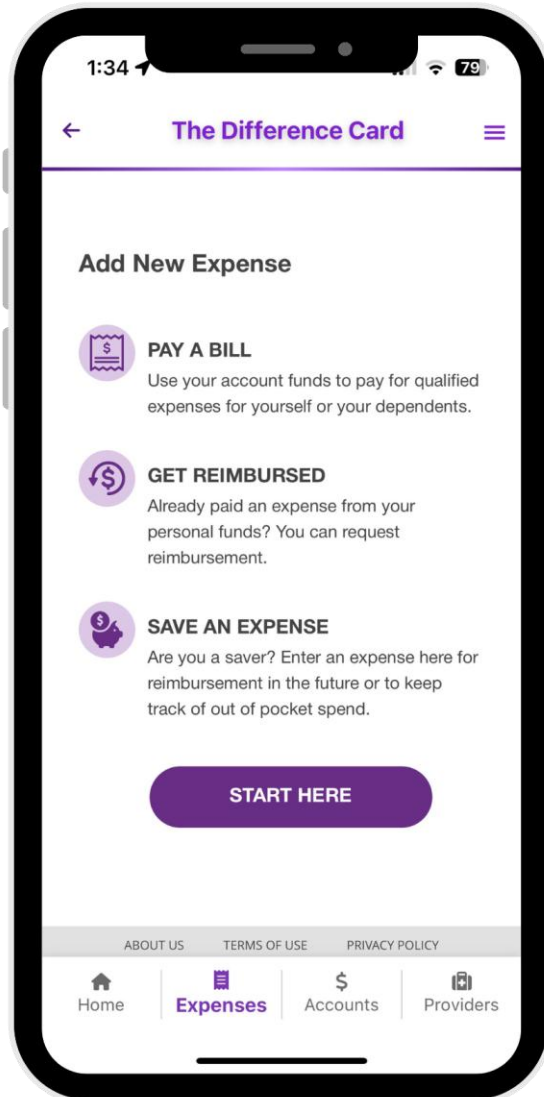 1:34
79
The Difference Card
Add New Expense
$
PAY A BILL
Use your account funds to pay for qualified
expenses for yourself or your dependents.
$
GET REIMBURSED
Already paid an expense from your
personal funds? You can request
reimbursement.
$
SAVE AN EXPENSE
Are you a saver? Enter an expense here for
reimbursement in the future or to keep
track of out of pocket spend.
START HERE
ABOUT US TERMS OF USE PRIVACY POLICY
$
Home Expenses Accounts Providers